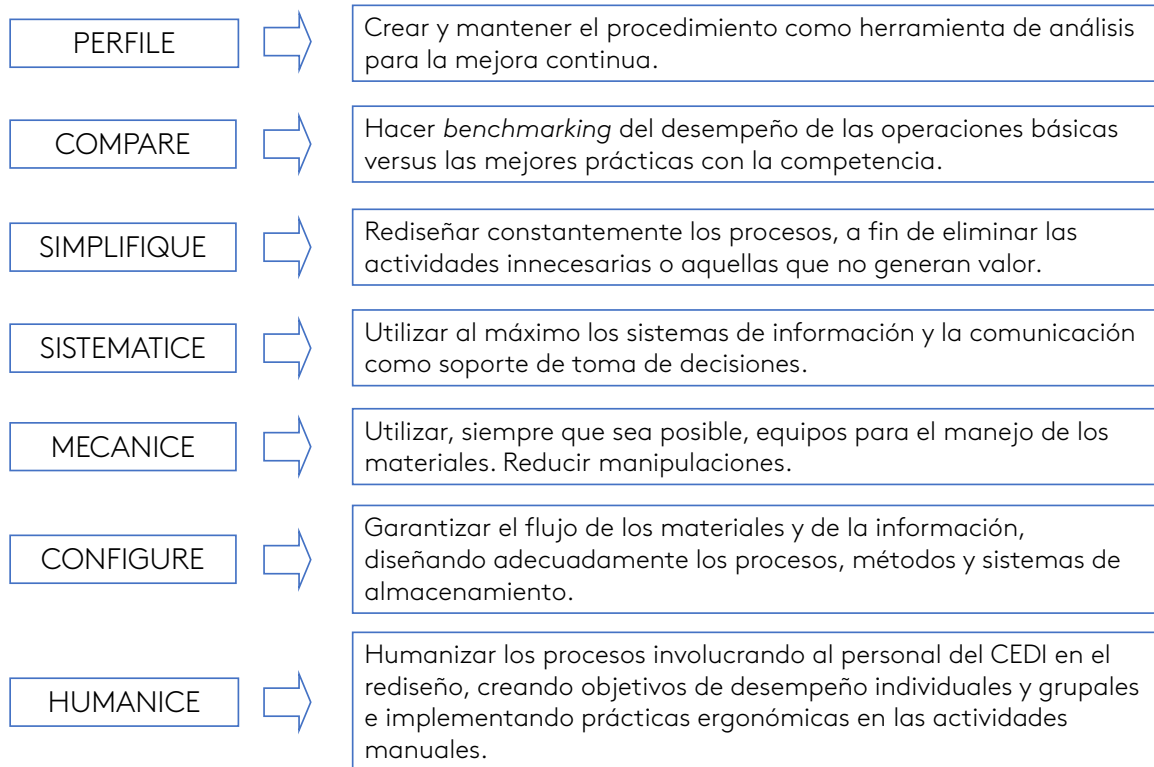 PERFILE
Crear y mantener el procedimiento como herramienta de análisis
para la mejora continua.
COMPARE
Hacer benchmarking del desempeño de las operaciones básicas
versus las mejores prácticas con la competencia.
SIMPLIFIQUE
Rediseñar constantemente los procesos, a fin de eliminar las
actividades innecesarias o aquellas que no generan valor.
SISTEMATICE
Utilizar al máximo los sistemas de información y la comunicación
como soporte de toma de decisiones.
MECANICE
Utilizar, siempre que sea posible, equipos para el manejo de los
materiales. Reducir manipulaciones.
CONFIGURE
Garantizar el flujo de los materiales y de la información,
diseñando adecuadamente los procesos, métodos y sistemas de
almacenamiento.
HUMANICE
Humanizar los procesos involucrando al personal del CEDI en el
rediseño, creando objetivos de desempeño individuales y grupales
e implementando prácticas ergonómicas en las actividades
manuales.